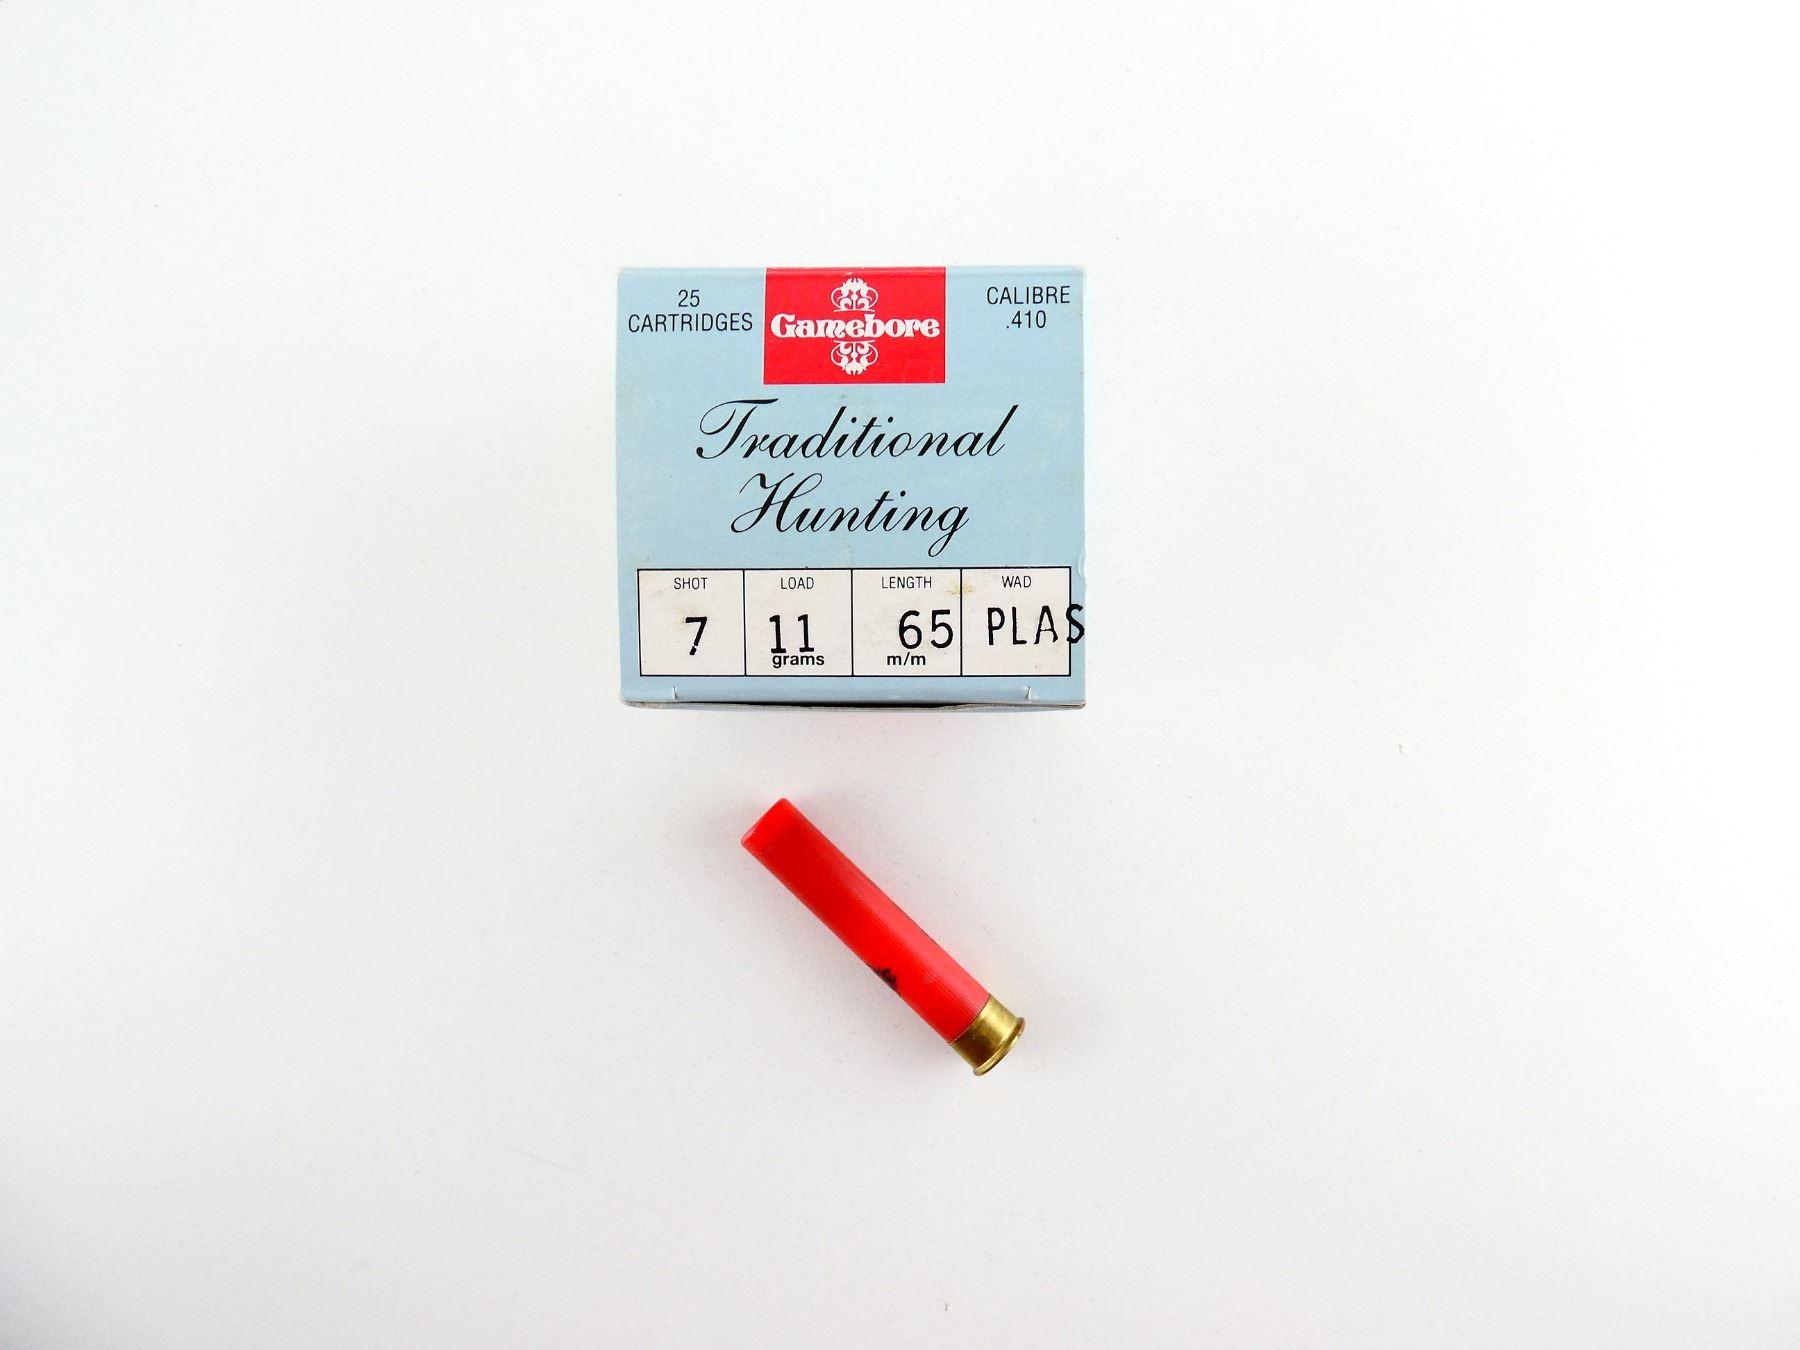 25
CARTRIDGES
Gamebore
CALIBRE
.410
Traditional
Hunting
SHOT LOAD LENGTH WAD
7 11 65 PLAS
grams m/m